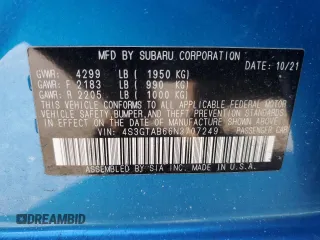 MFD BY SUBARU CORPORATION
DATE: 10/21
GVWR: 4299 LB ( 1950 KG)
GAWR: F 2183 LB ( 990 KG)
GAWR: R 2205 LB ( 1000 KG)
THIS VEHICLE CONFORMS TO ALL APPLICABLE FEDERAL MOTOR
VEHICLE SAFETY, BUMPER, AND THEFT PREVENTION STANDARDS
IN EFFECT ON THE DATE OF MANUFACTURE SHOWN ABOVE.
VIN: 4S3GTAB66N3707249 PASSENGER CAR
ASSEMBLED BY SIA INC. MADE IN U.S.A.
DREAMBID